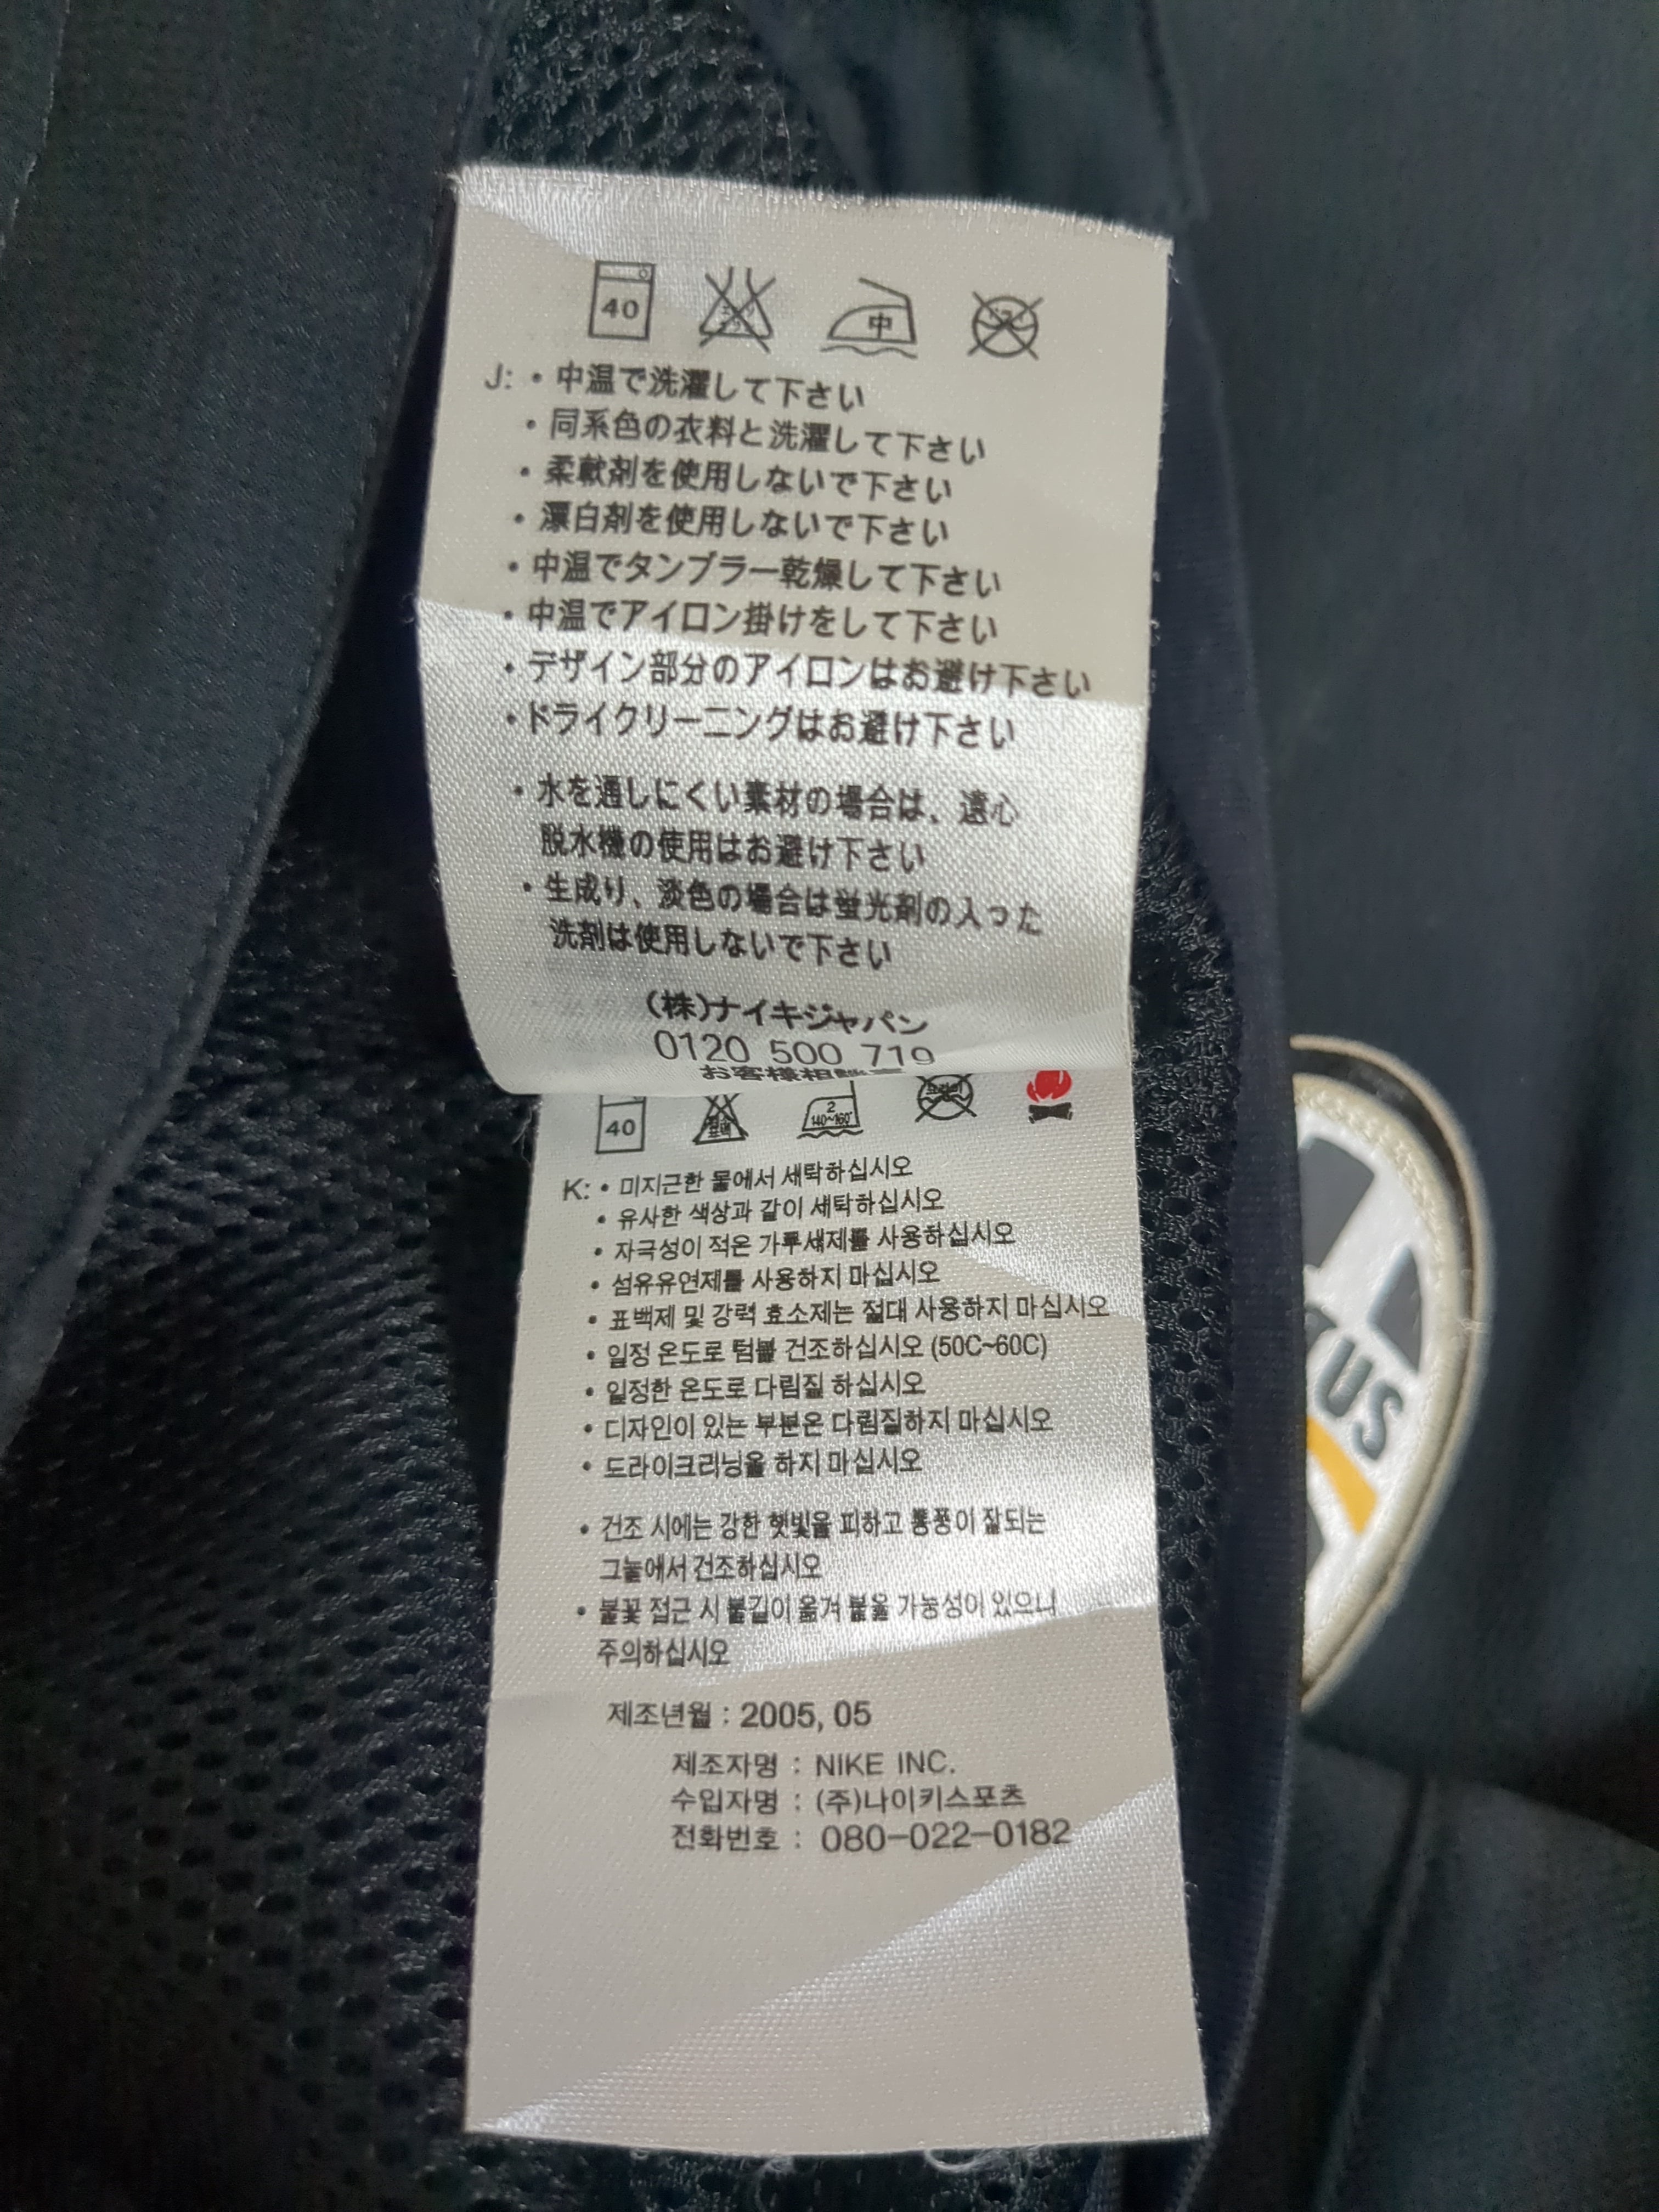 40
中
J: • 中温で洗濯して下さい
• 同系色の衣料と洗濯して下さい
• 柔軟剤を使用しないで下さい
• 漂白剤を使用しないで下さい
• 中温でタンブラー乾燥して下さい
• 中温でアイロン掛けをして下さい
• デザイン部分のアイロンはお避け下さい
• ドライクリーニングはお避け下さい
• 水を通しにくい素材の場合は、遠心
脱水機の使用はお避け下さい
• 生成り、淡色の場合は蛍光剤の入った
洗剤は使用しないで下さい
(株)ナイキジャパン
0120 500 719
40
2
140~160°
K: • 미지근한 물에서 세탁하십시오
• 유사한 색상과 같이 세탁하십시오
• 자극성이 적은 가루세제를 사용하십시오
• 섬유유연제를 사용하지 마십시오
• 표백제 및 강력 효소제는 절대 사용하지 마십시오
• 일정 온도로 텀블 건조하십시오 (50C~60C)
• 일정한 온도로 다림질 하십시오
• 디자인이 있는 부분은 다림질하지 마십시오
• 드라이크리닝을 하지 마십시오
• 건조 시에는 강한 햇빛을 피하고 통풍이 잘되는
그늘에서 건조하십시오
• 불꽃 접근 시 불길이 옮겨 붙을 가능성이 있으니
주의하십시오
제조년월 : 2005, 05
제조자명 : NIKE INC.
수입자명 : (주)나이키스포츠
전화번호 : 080-022-0182
US